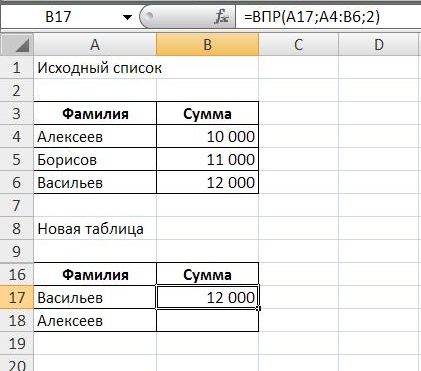 B17 fx =ВПР(A17;A4:B6;2)
A B C D
1 Исходный список
2
3 Фамилия Сумма
4 Алексеев 10 000
5 Борисов 11 000
6 Васильев 12 000
7
8 Новая таблица
9
16 Фамилия Сумма
17 Васильев 12 000
18 Алексеев
19
20